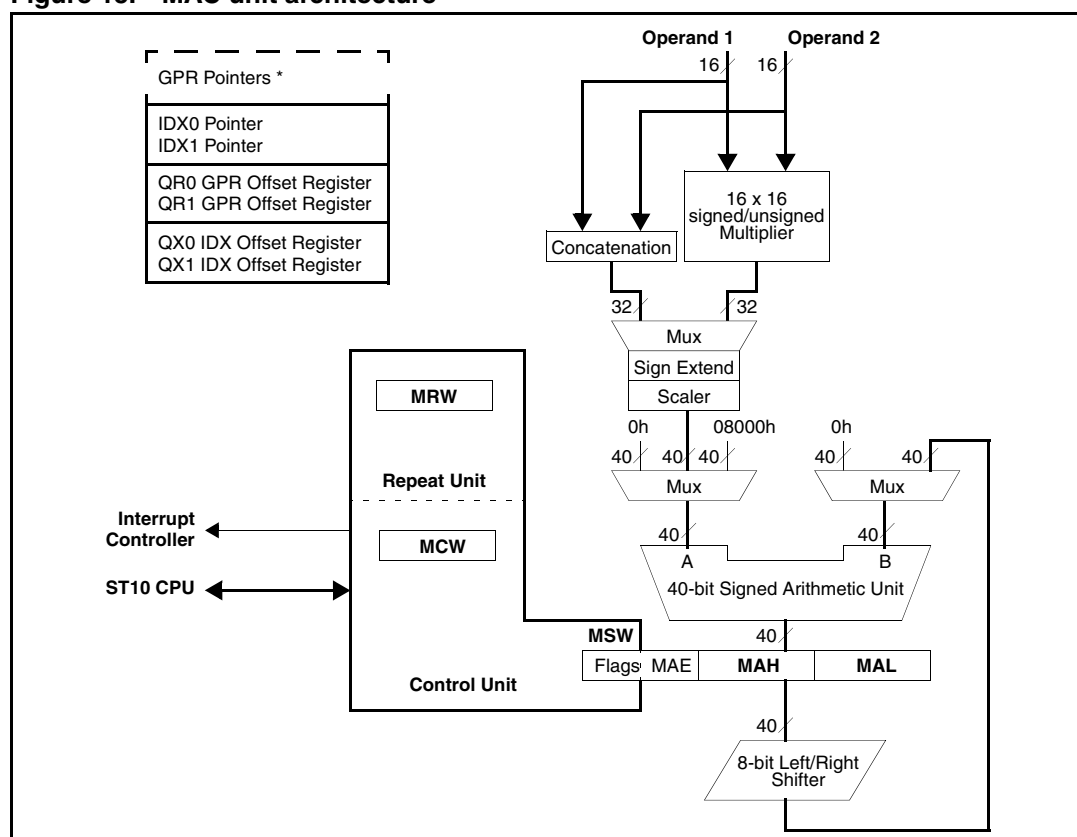 Figure 18. MAC unit architecture
Operand 1
Operand 2
16
16
GPR Pointers *
IDX0 Pointer
IDX1 Pointer
QR0 GPR Offset Register
QR1 GPR Offset Register
QX0 IDX Offset Register
QX1 IDX Offset Register
Concatenation
16 x 16
signed/unsigned
Multiplier
32
32
Mux
Sign Extend
Scaler
0h
08000h
0h
40
40
40
40
40
Mux
Mux
40
40
A
B
40-bit Signed Arithmetic Unit
MRW
Repeat Unit
Interrupt
Controller
MCW
ST10 CPU
Control Unit
40
MSW
Flags
MAE
MAH
MAL
40
8-bit Left/Right
Shifter